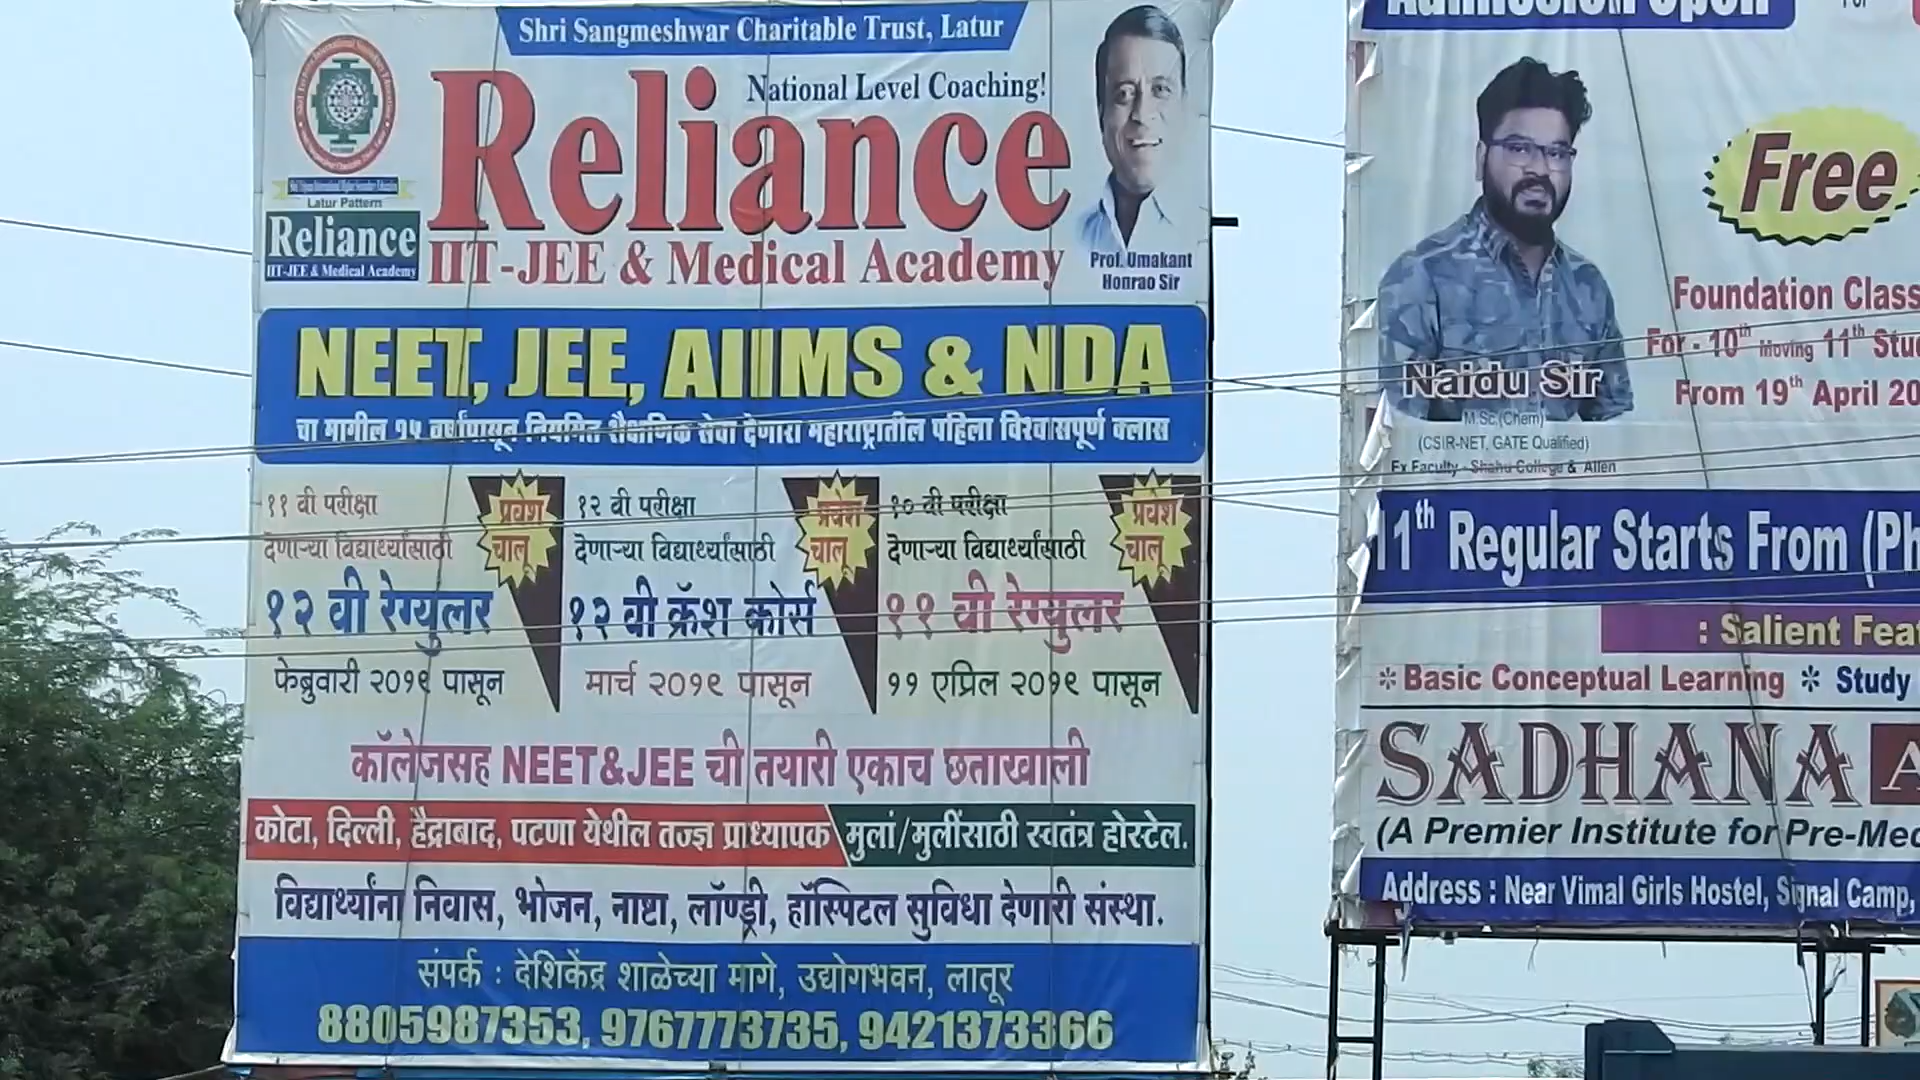 Shri Sangmeshwar Charitable Trust, Latur
National Level Coaching!
Reliance
IIT-JEE & Medical Academy
Latur Pattern
Reliance
IIT-JEE & Medical Academy
Prof. Umakant
Honrao Sir
NEET, JEE, AIIMS & NDA
चा मागील १५ वर्षापासून नियमित शैक्षणिक सेवा देणारा महाराष्ट्रातील पहिला विश्वासपूर्ण क्लास
११ वी परीक्षा
देणाऱ्या विद्यार्थ्यांसाठी
प्रवेश
चालू
१२ वी रेग्युलर
फेब्रुवारी २०१९ पासून
१२ वी परीक्षा
देणाऱ्या विद्यार्थ्यांसाठी
प्रवेश
चालू
१२ वी क्रॅश कोर्स
मार्च २०१९ पासून
१० वी परीक्षा
देणाऱ्या विद्यार्थ्यांसाठी
प्रवेश
चालू
११ वी रेग्युलर
११ एप्रिल २०१९ पासून
कॉलेजसह NEET&JEE ची तयारी एकाच छताखाली
कोटा, दिल्ली, हैद्राबाद, पटणा येथील तज्ज्ञ प्राध्यापक
मुलां/मुलींसाठी स्वतंत्र होस्टेल.
विद्यार्थ्यांना निवास, भोजन, नाष्टा, लॉण्ड्री, हॉस्पिटल सुविधा देणारी संस्था.
संपर्क : देशिकेंद्र शाळेच्या मागे, उद्योगभवन, लातूर
8805987353, 9767773735, 9421373366
Admission Open
Free
Foundation Class
For - 10th Moving 11th Stu
From 19th April 20
Naidu Sir
M.Sc.(Chem)
(CSIR-NET, GATE Qualified)
Ex Faculty - Shahu College & Allen
11th Regular Starts From (Ph
: Salient Feat
* Basic Conceptual Learning * Study
SADHANA A
(A Premier Institute for Pre-Med
Address : Near Vimal Girls Hostel, Signal Camp,